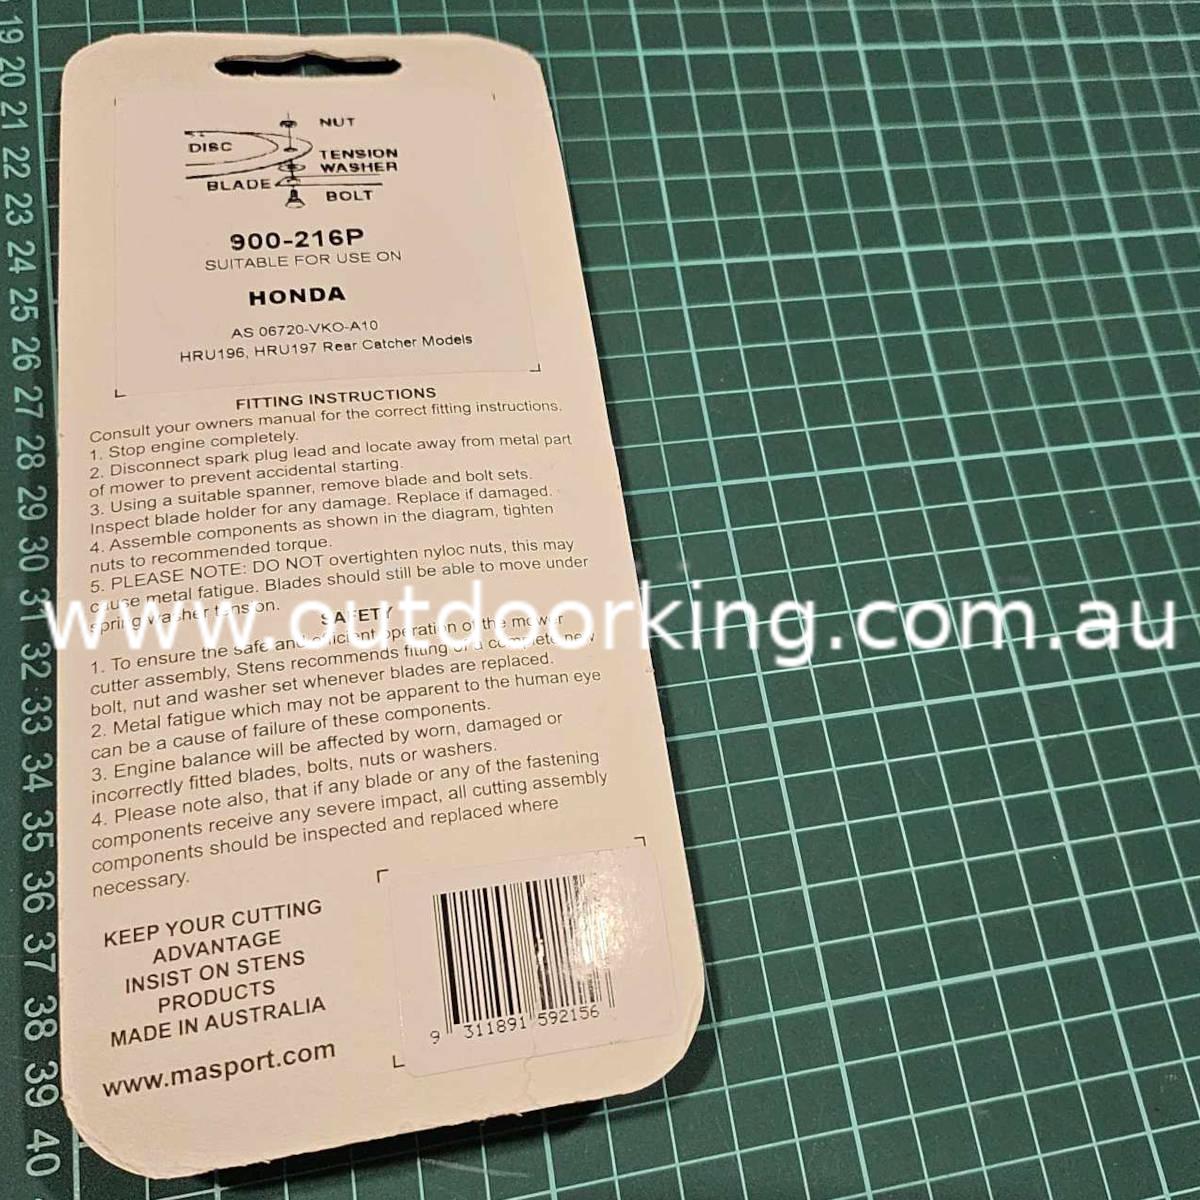 NUT
DISC
TENSION
WASHER
BLADE
BOLT
900-216P
SUITABLE FOR USE ON
HONDA
AS 06720-VKO-A10
HRU196, HRU197 Rear Catcher Models
FITTING INSTRUCTIONS
Consult your owners manual for the correct fitting instructions.
1. Stop engine completely.
2. Disconnect spark plug lead and locate away from metal part
of mower to prevent accidental starting.
3. Using a suitable spanner, remove blade and bolt sets.
Inspect blade holder for any damage. Replace if damaged.
4. Assemble components as shown in the diagram, tighten
nuts to recommended torque.
5. PLEASE NOTE: DO NOT overtighten nyloc nuts, this may
cause metal fatigue. Blades should still be able to move under
spring washer tension.
www.outdoorking.com.au
SAFETY
1. To ensure the safe and efficient operation of the mower
cutter assembly, Stens recommends fitting of a complete new
bolt, nut and washer set whenever blades are replaced.
2. Metal fatigue which may not be apparent to the human eye
can be a cause of failure of these components.
3. Engine balance will be affected by worn, damaged or
incorrectly fitted blades, bolts, nuts or washers.
4. Please note also, that if any blade or any of the fastening
components receive any severe impact, all cutting assembly
components should be inspected and replaced where
necessary.
KEEP YOUR CUTTING
ADVANTAGE
INSIST ON STENS
PRODUCTS
MADE IN AUSTRALIA
www.masport.com
9 311891 592156
19
20
21
22
23
24
25
26
27
28
29
30
31
32
33
34
35
36
37
38
39
40